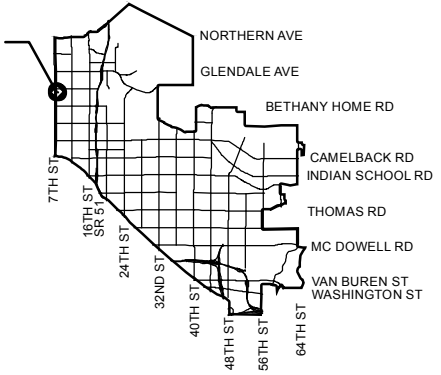 NORTHERN AVE
GLENDALE AVE
BETHANY HOME RD
CAMELBACK RD
INDIAN SCHOOL RD
THOMAS RD
MC DOWELL RD
VAN BUREN ST
WASHINGTON ST
7TH ST
16TH ST
SR 51
24TH ST
32ND ST
40TH ST
48TH ST
56TH ST
64TH ST